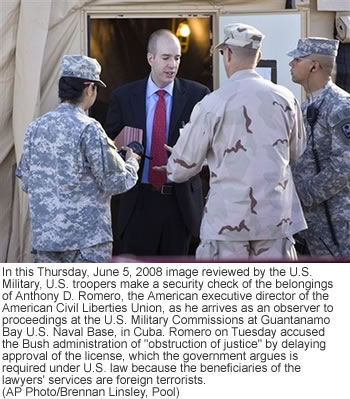 In this Thursday, June 5, 2008 image reviewed by the U.S.
Military, U.S. troopers make a security check of the belongings
of Anthony D. Romero, the American executive director of the
American Civil Liberties Union, as he arrives as an observer to
proceedings at the U.S. Military Commissions at Guantanamo
Bay U.S. Naval Base, in Cuba. Romero on Tuesday accused
the Bush administration of "obstruction of justice" by delaying
approval of the license, which the government argues is
required under U.S. law because the beneficiaries of the
lawyers' services are foreign terrorists.
(AP Photo/Brennan Linsley, Pool)